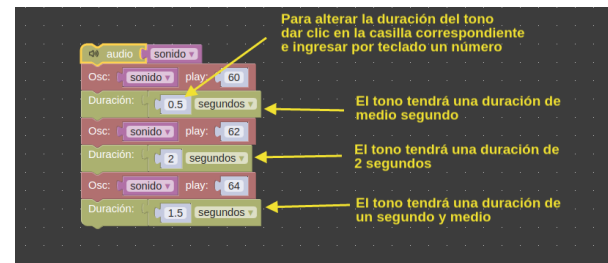 Para alterar la duración del tono
dar clic en la casilla correspondiente
e ingresar por teclado un número
audio sonido
Osc: sonido play: 60
Duración: 0.5 segundos
El tono tendrá una duración de
medio segundo
Osc: sonido play: 62
Duración: 2 segundos
El tono tendrá una duración de
2 segundos
Osc: sonido play: 64
Duración: 1.5 segundos
El tono tendrá una duración de
un segundo y medio